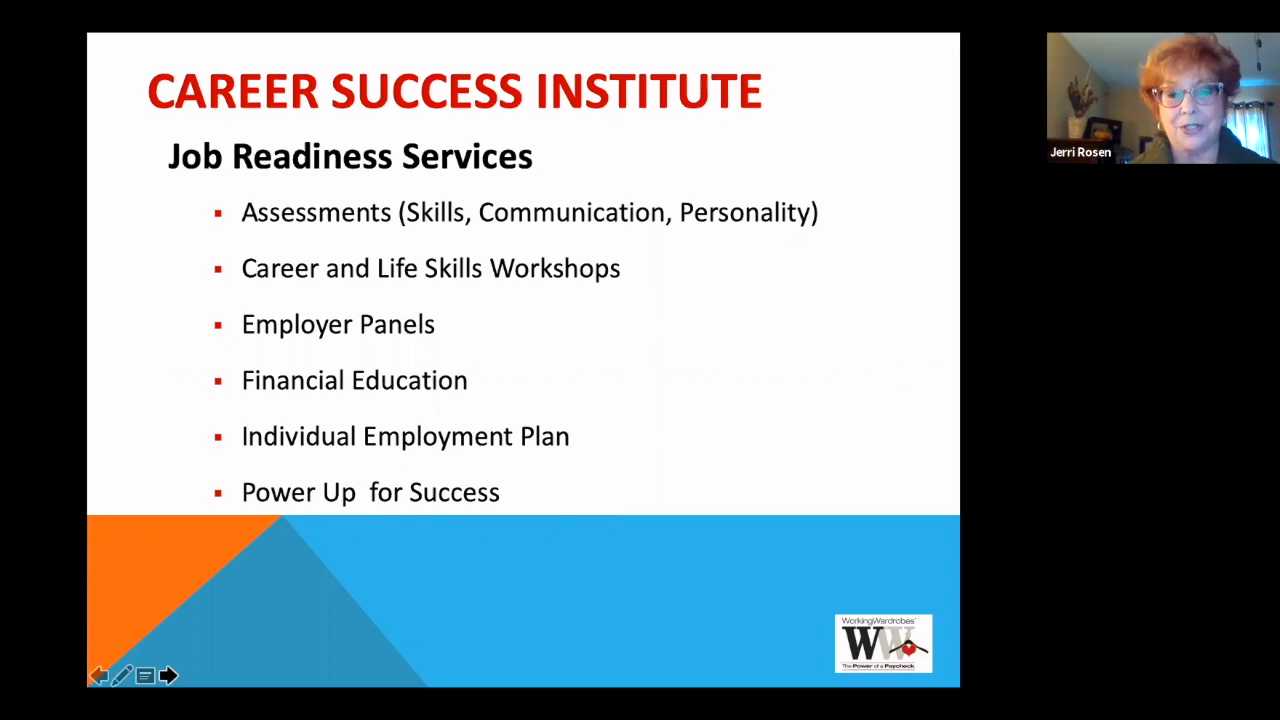 CAREER SUCCESS INSTITUTE
Job Readiness Services
Assessments (Skills, Communication, Personality)
Career and Life Skills Workshops
Employer Panels
Financial Education
Individual Employment Plan
Power Up  for Success
Jerri Rosen
WorkingWardrobes
WW
The Power of a Paycheck